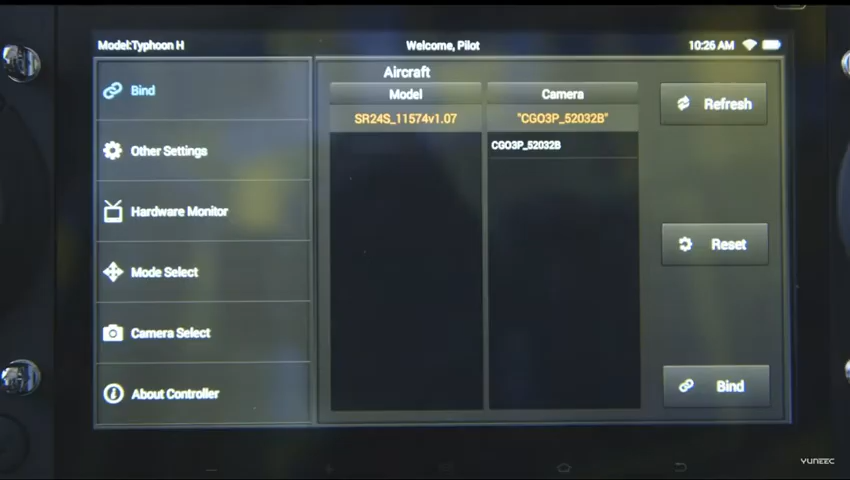 Model:Typhoon H
Welcome, Pilot
10:26 AM
Bind
Other Settings
Hardware Monitor
Mode Select
Camera Select
About Controller
Aircraft
Model
Camera
SR24S_11574v1.07
"CGO3P_52032B"
CGO3P_52032B
Refresh
Reset
Bind
YUNEEC